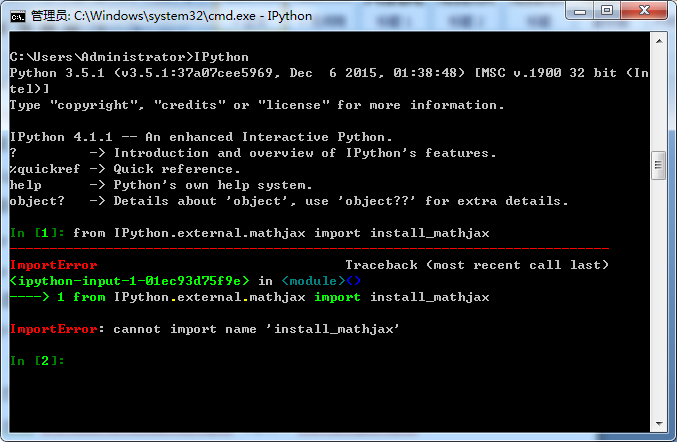 管理员: C:\Windows\system32\cmd.exe - IPython
C:\Users\Administrator>IPython
Python 3.5.1 (v3.5.1:37a07cee5969, Dec  6 2015, 01:38:48) [MSC v.1900 32 bit (In
tel)]
Type "copyright", "credits" or "license" for more information.
IPython 4.1.1 -- An enhanced Interactive Python.
?         -> Introduction and overview of IPython's features.
%quickref -> Quick reference.
help      -> Python's own help system.
object?   -> Details about 'object', use 'object??' for extra details.
In [1]: from IPython.external.mathjax import install_mathjax
---------------------------------------------------------------------------
ImportError                               Traceback (most recent call last)
<ipython-input-1-01ec93d75f9e> in <module>()
----> 1 from IPython.external.mathjax import install_mathjax
ImportError: cannot import name 'install_mathjax'
In [2]: